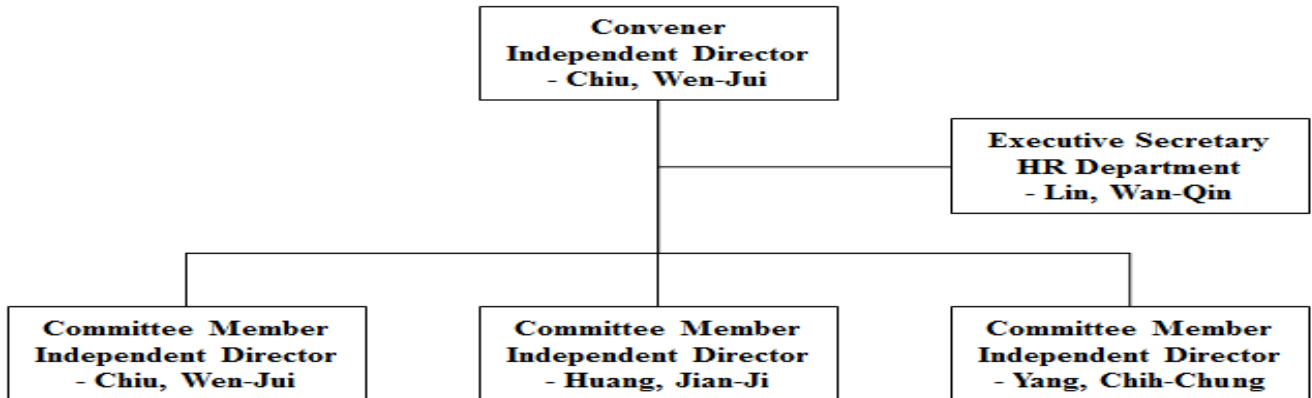 Convener
Independent Director
- Chiu, Wen-Jui
Executive Secretary
HR Department
- Lin, Wan-Qin
Committee Member
Independent Director
- Chiu, Wen-Jui
Committee Member
Independent Director
- Huang, Jian-Ji
Committee Member
Independent Director
- Yang, Chih-Chung